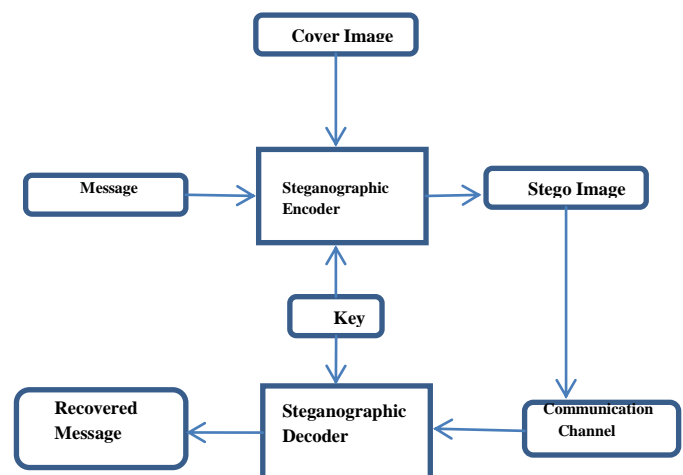 Cover Image
Message
Steganographic
Encoder
Stego Image
Key
Recovered
Message
Steganographic
Decoder
Communication
Channel